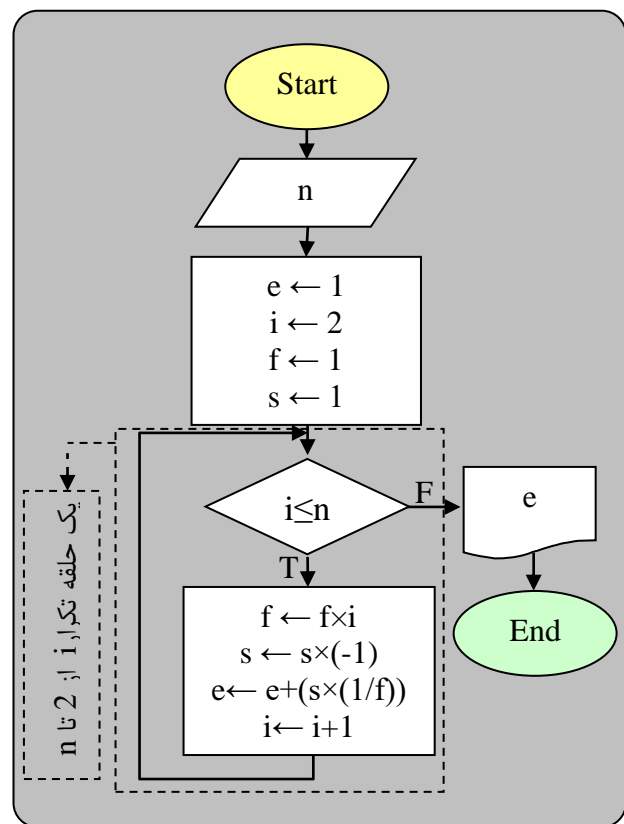 Start
n
e ← 1
i ← 2
f ← 1
s ← 1
i≤n
F
e
T
f ← f×i
s ← s×(-1)
e← e+(s×(1/f))
i← i+1
End
یک حلقه تکرار i از 2 تا n